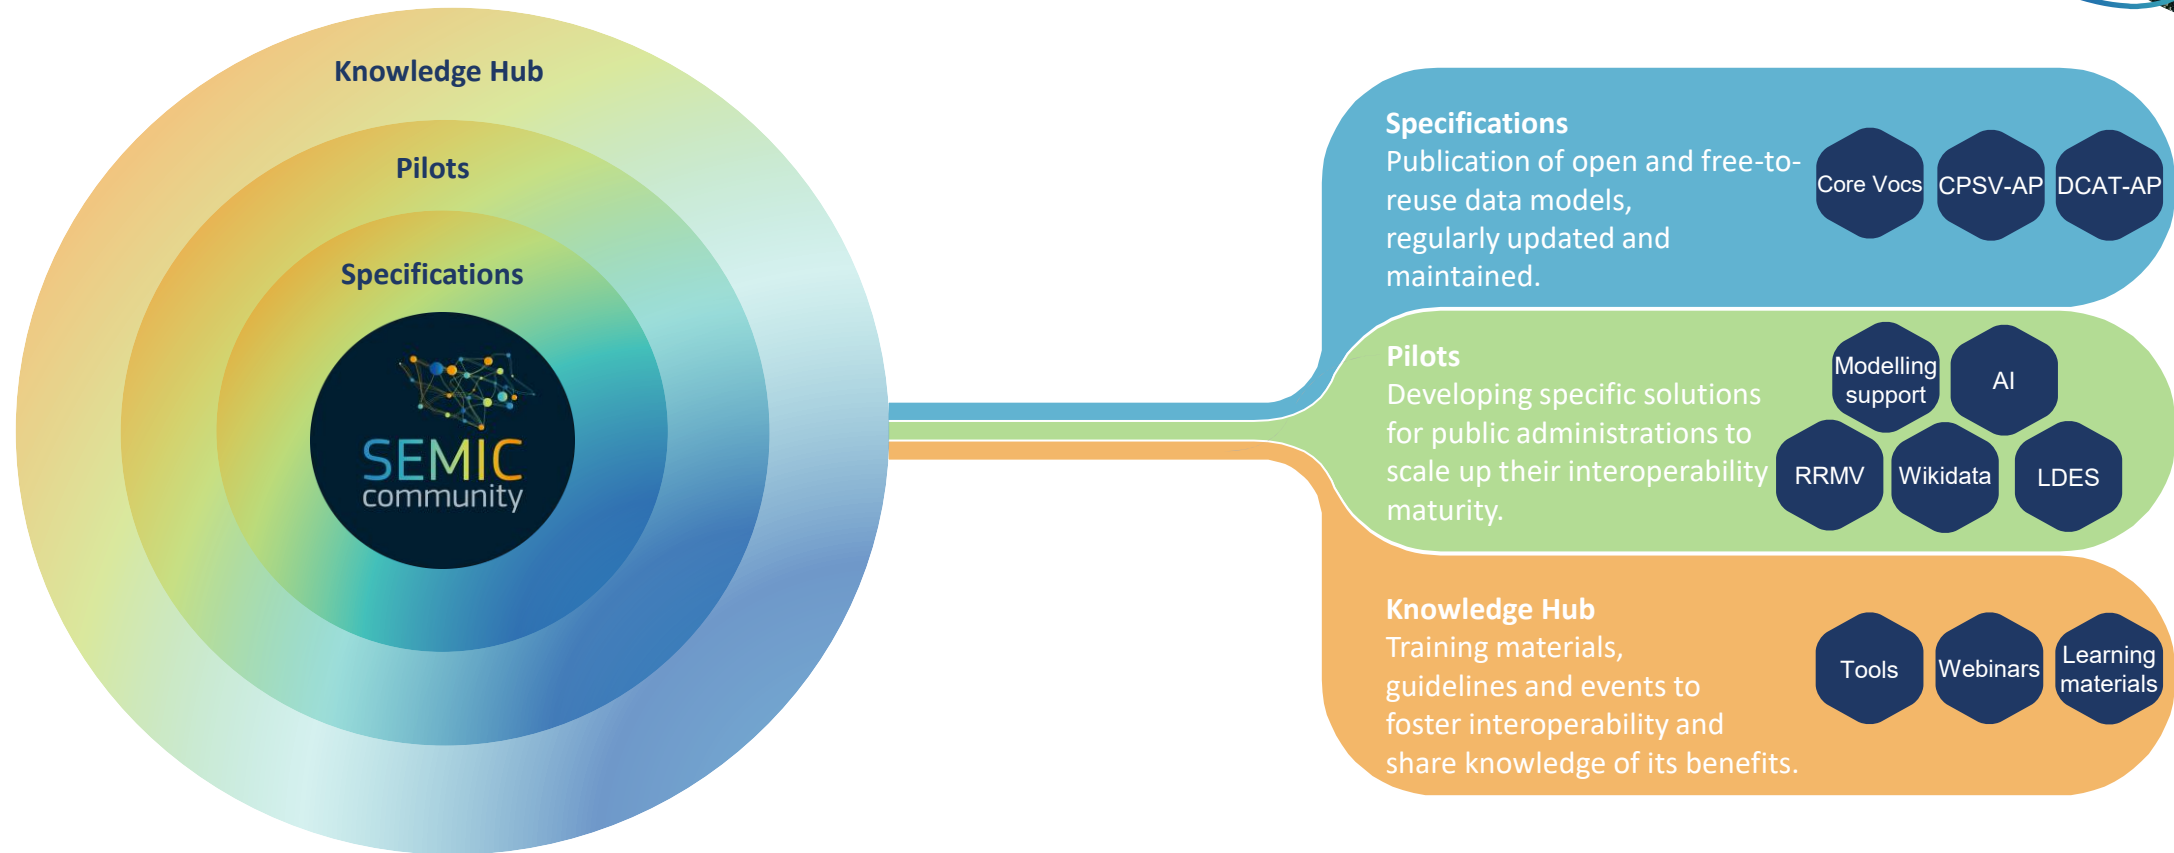 Knowledge Hub
Pilots
Specifications
SEMIC
community
Specifications
Publication of open and free-to-
reuse data models,
regularly updated and
maintained.
Core Vocs
CPSV-AP
DCAT-AP
Pilots
Developing specific solutions
for public administrations to
scale up their interoperability
maturity.
Modelling
support
AI
RRMV
Wikidata
LDES
Knowledge Hub
Training materials,
guidelines and events to
foster interoperability and
share knowledge of its benefits.
Tools
Webinars
Learning
materials